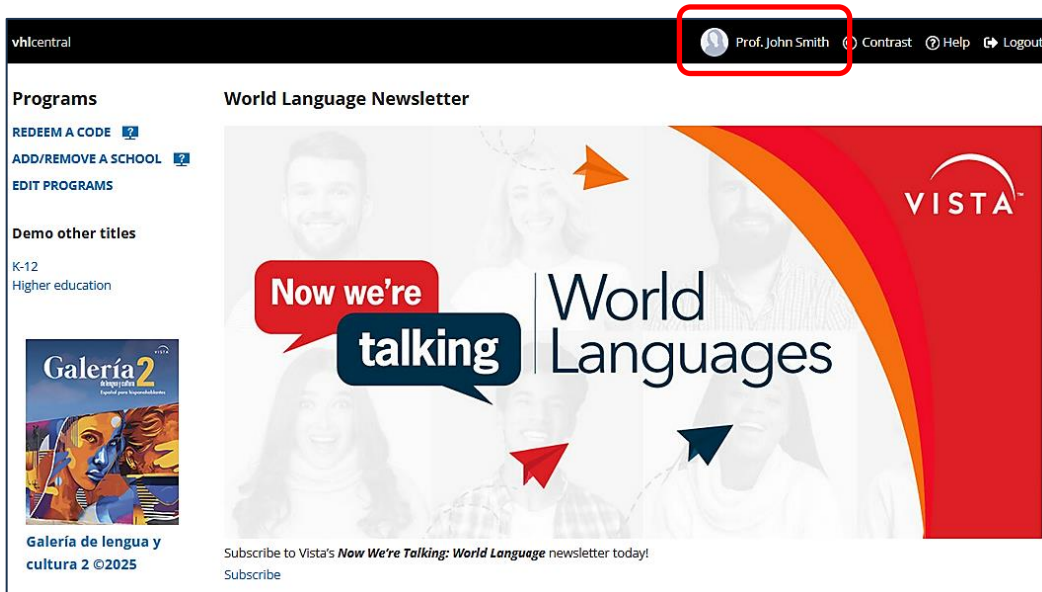 vhlcentral
Prof. John Smith
Contrast
Help
Logout
Programs
REDEEM A CODE
ADD/REMOVE A SCHOOL
EDIT PROGRAMS
Demo other titles
K-12
Higher education
VISTA
Galería 2
de lengua y cultura
Español para hispanohablantes
Galería de lengua y
cultura 2 ©2025
World Language Newsletter
VISTA™
Now we're
talking
World
Languages
Subscribe to Vista's Now We're Talking: World Language newsletter today!
Subscribe